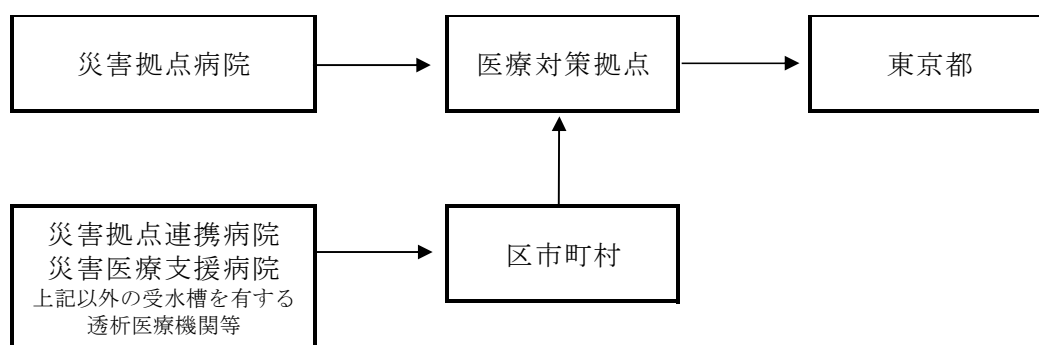 災害拠点病院
医療対策拠点
東京都
災害拠点連携病院
災害医療支援病院
上記以外の受水槽を有する
透析医療機関等
区市町村